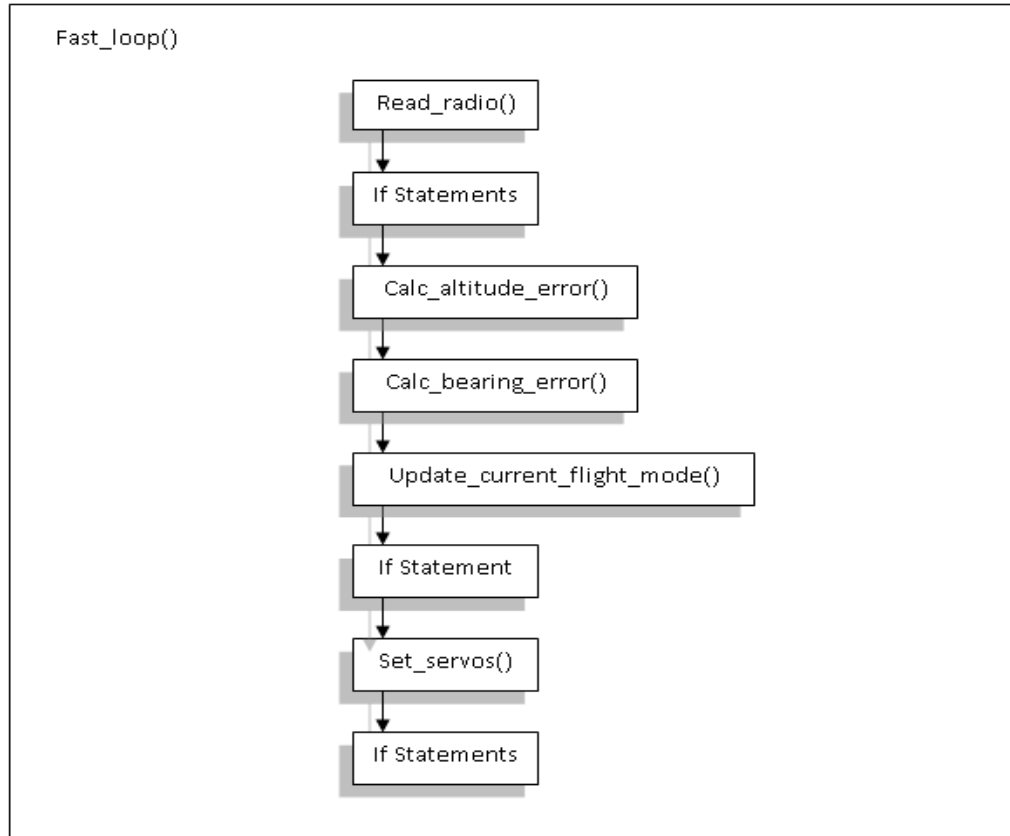 Fast_loop()
Read_radio()
If Statements
Calc_altitude_error()
Calc_bearing_error()
Update_current_flight_mode()
If Statement
Set_servos()
If Statements